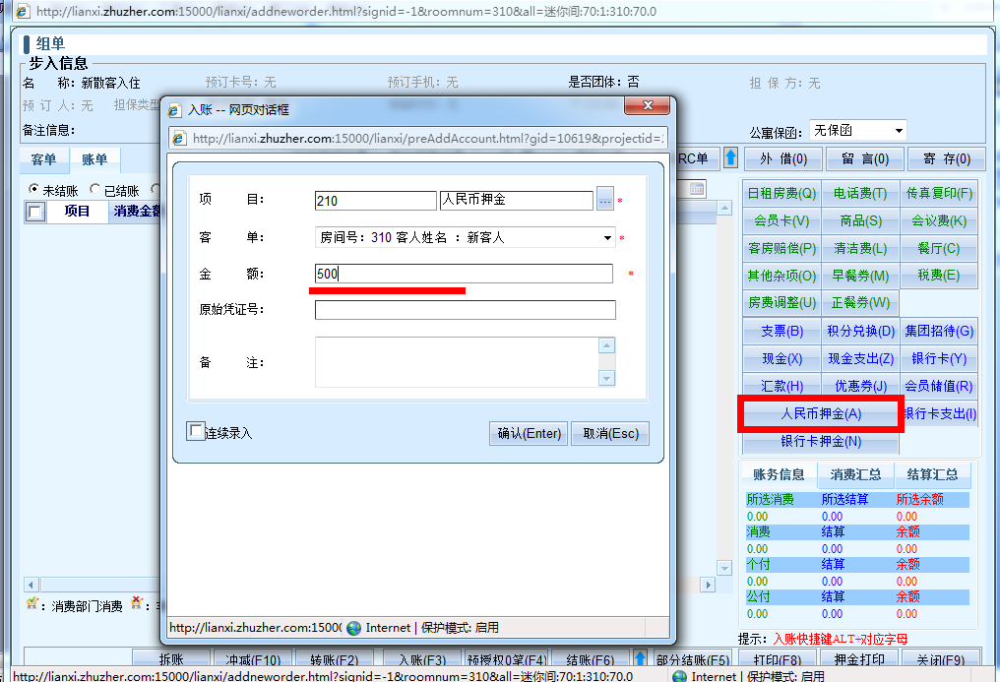 http://lianxi.zhuzher.com:15000/lianxi/addneworder.html?signid=-1&roomnum=310&all=迷你间:70:1:310:70.0
组单
步入信息
名 称: 新散客入住 预订卡号: 无 预订手机: 无 是否团体: 否 担 保 方: 无
预 订 人: 无 担保类型
备注信息: 公寓保函: 无保函
客单 账单 RC单 外 借(0) 留 言(0) 寄 存(0)
未结账 已结账
项目 消费金额
入账 -- 网页对话框
http://lianxi.zhuzher.com:15000/lianxi/preAddAccount.html?gid=10619&projectid=
项 目: 210 人民币押金 ... *
客 单: 房间号: 310 客人姓名 : 新客人 *
金 额: 500 *
原始凭证号:
备 注:
连续录入 确认(Enter) 取消(Esc)
http://lianxi.zhuzher.com:1500 Internet | 保护模式: 启用
日租房费(Q) 电话费(T) 传真复印(F)
会员卡(V) 商品(S) 会议费(K)
客房赔偿(P) 清洁费(L) 餐厅(C)
其他杂项(O) 早餐券(M) 税费(E)
房费调整(U) 正餐券(W)
支票(B) 积分兑换(D) 集团招待(G)
现金(X) 现金支出(Z) 银行卡(Y)
汇款(H) 优惠券(J) 会员储值(R)
人民币押金(A) 银行卡支出(I)
银行卡押金(N)
账务信息 消费汇总 结算汇总
所选消费 所选结算 所选余额
0.00 0.00 0.00
消费 结算 余额
0.00 0.00 0.00
个付 结算 余额
0.00 0.00 0.00
公付 结算 余额
0.00 0.00 0.00
: 消费部门消费 :
提示: 入账快捷键ALT+对应字母
拆账 冲减(F10) 转账(F2) 入账(F3) 预授权0笔(F4) 结账(F6) 部分结账(F5) 打印(F8) 押金打印 关闭(F9)
http://lianxi.zhuzher.com:15000/lianxi/addneworder.html?signid=-1&roomnum=310&all=迷你间:70:1:310:70.0 Internet | 保护模式: 启用